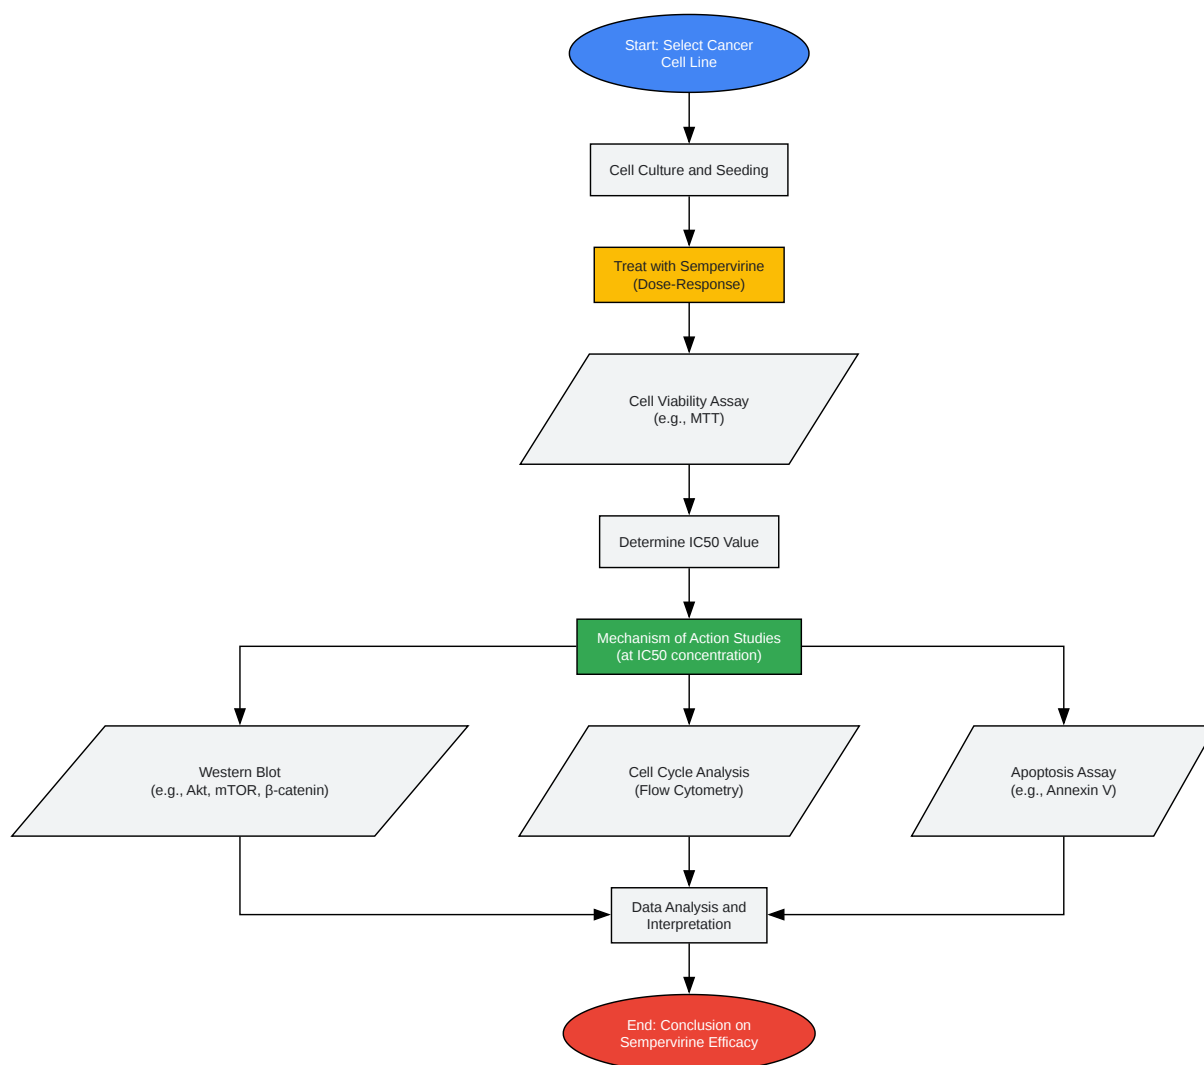 Start: Select Cancer
Cell Line
Cell Culture and Seeding
Treat with Sempervirine
(Dose-Response)
Cell Viability Assay
(e.g., MTT)
Determine IC50 Value
Mechanism of Action Studies
(at IC50 concentration)
Western Blot
(e.g., Akt, mTOR, β-catenin)
Cell Cycle Analysis
(Flow Cytometry)
Apoptosis Assay
(e.g., Annexin V)
Data Analysis and
Interpretation
End: Conclusion on
Sempervirine Efficacy